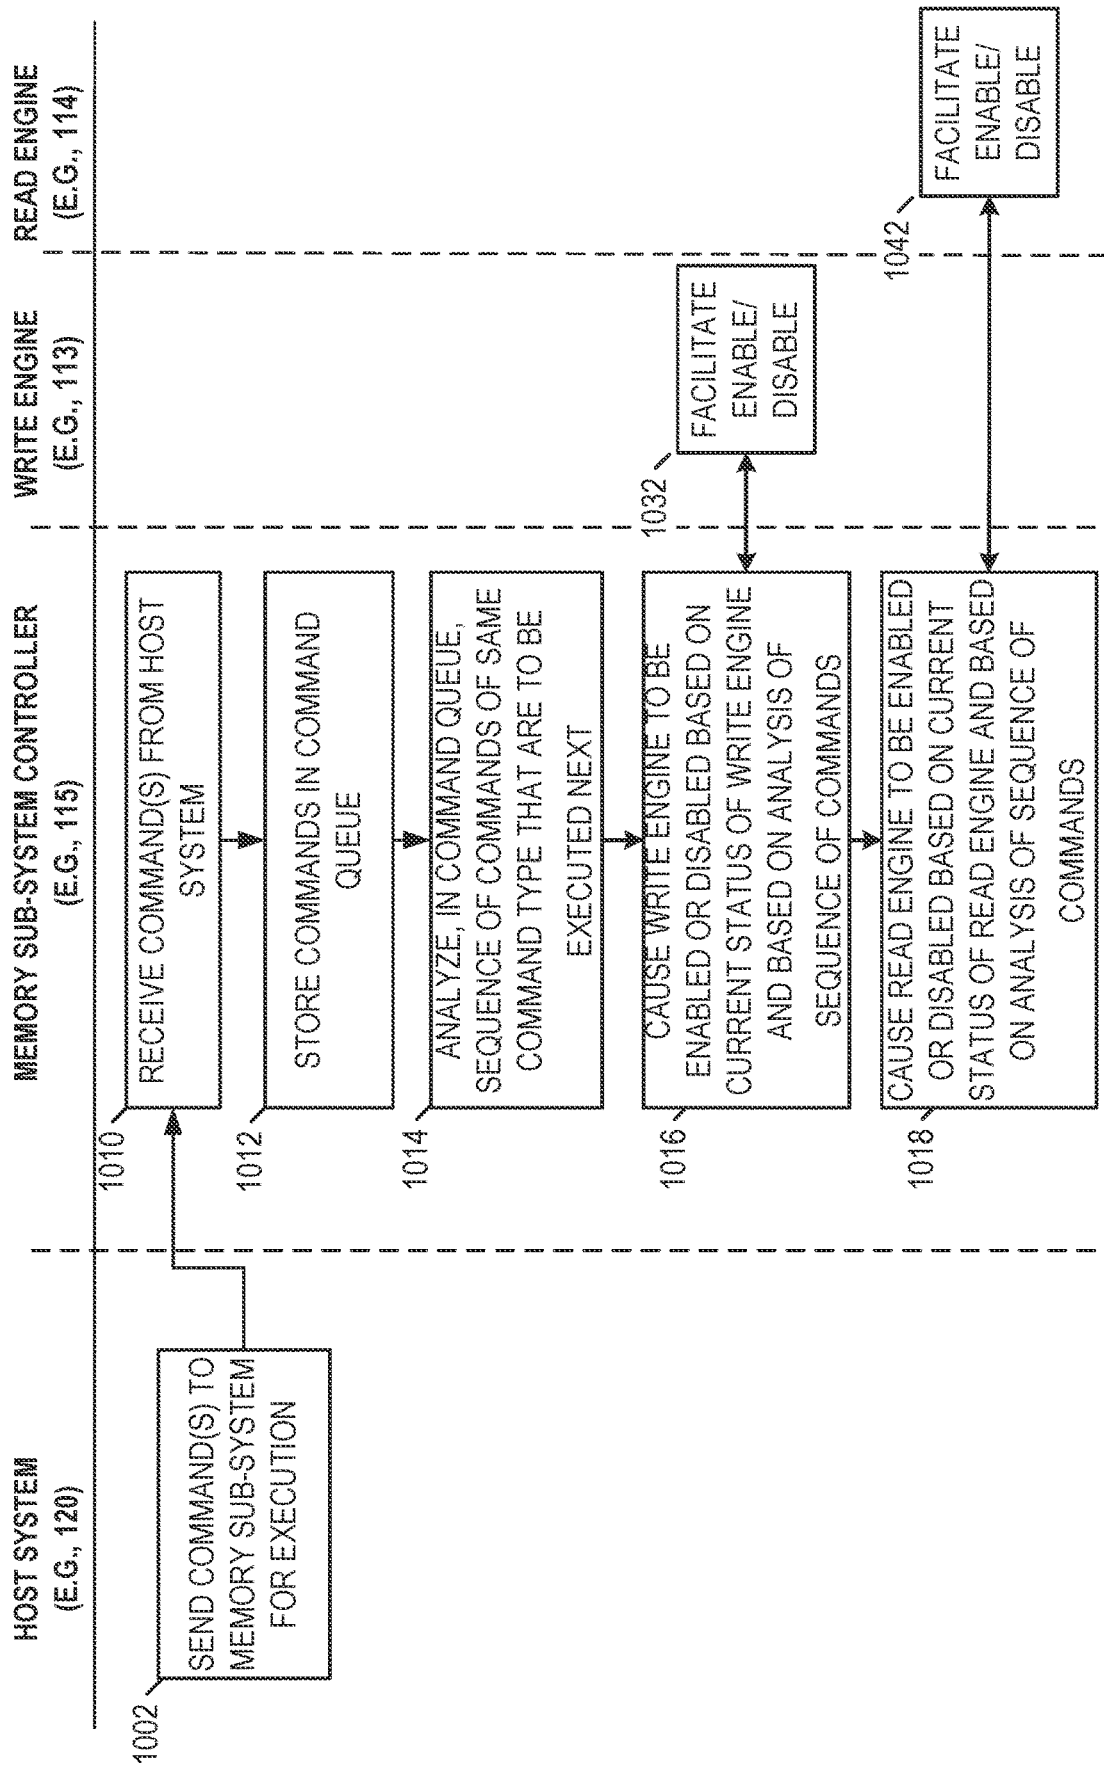 HOST SYSTEM
(E.G., 120)
MEMORY SUB-SYSTEM CONTROLLER
(E.G., 115)
WRITE ENGINE
(E.G., 113)
READ ENGINE
(E.G., 114)
1002
SEND COMMAND(S) TO
MEMORY SUB-SYSTEM
FOR EXECUTION
1010
RECEIVE COMMAND(S) FROM HOST
SYSTEM
1012
STORE COMMANDS IN COMMAND
QUEUE
1014
ANALYZE, IN COMMAND QUEUE,
SEQUENCE OF COMMANDS OF SAME
COMMAND TYPE THAT ARE TO BE
EXECUTED NEXT
1016
CAUSE WRITE ENGINE TO BE
ENABLED OR DISABLED BASED ON
CURRENT STATUS OF WRITE ENGINE
AND BASED ON ANALYSIS OF
SEQUENCE OF COMMANDS
1032
FACILITATE
ENABLE/
DISABLE
1018
CAUSE READ ENGINE TO BE ENABLED
OR DISABLED BASED ON CURRENT
STATUS OF READ ENGINE AND BASED
ON ANALYSIS OF SEQUENCE OF
COMMANDS
1042
FACILITATE
ENABLE/
DISABLE